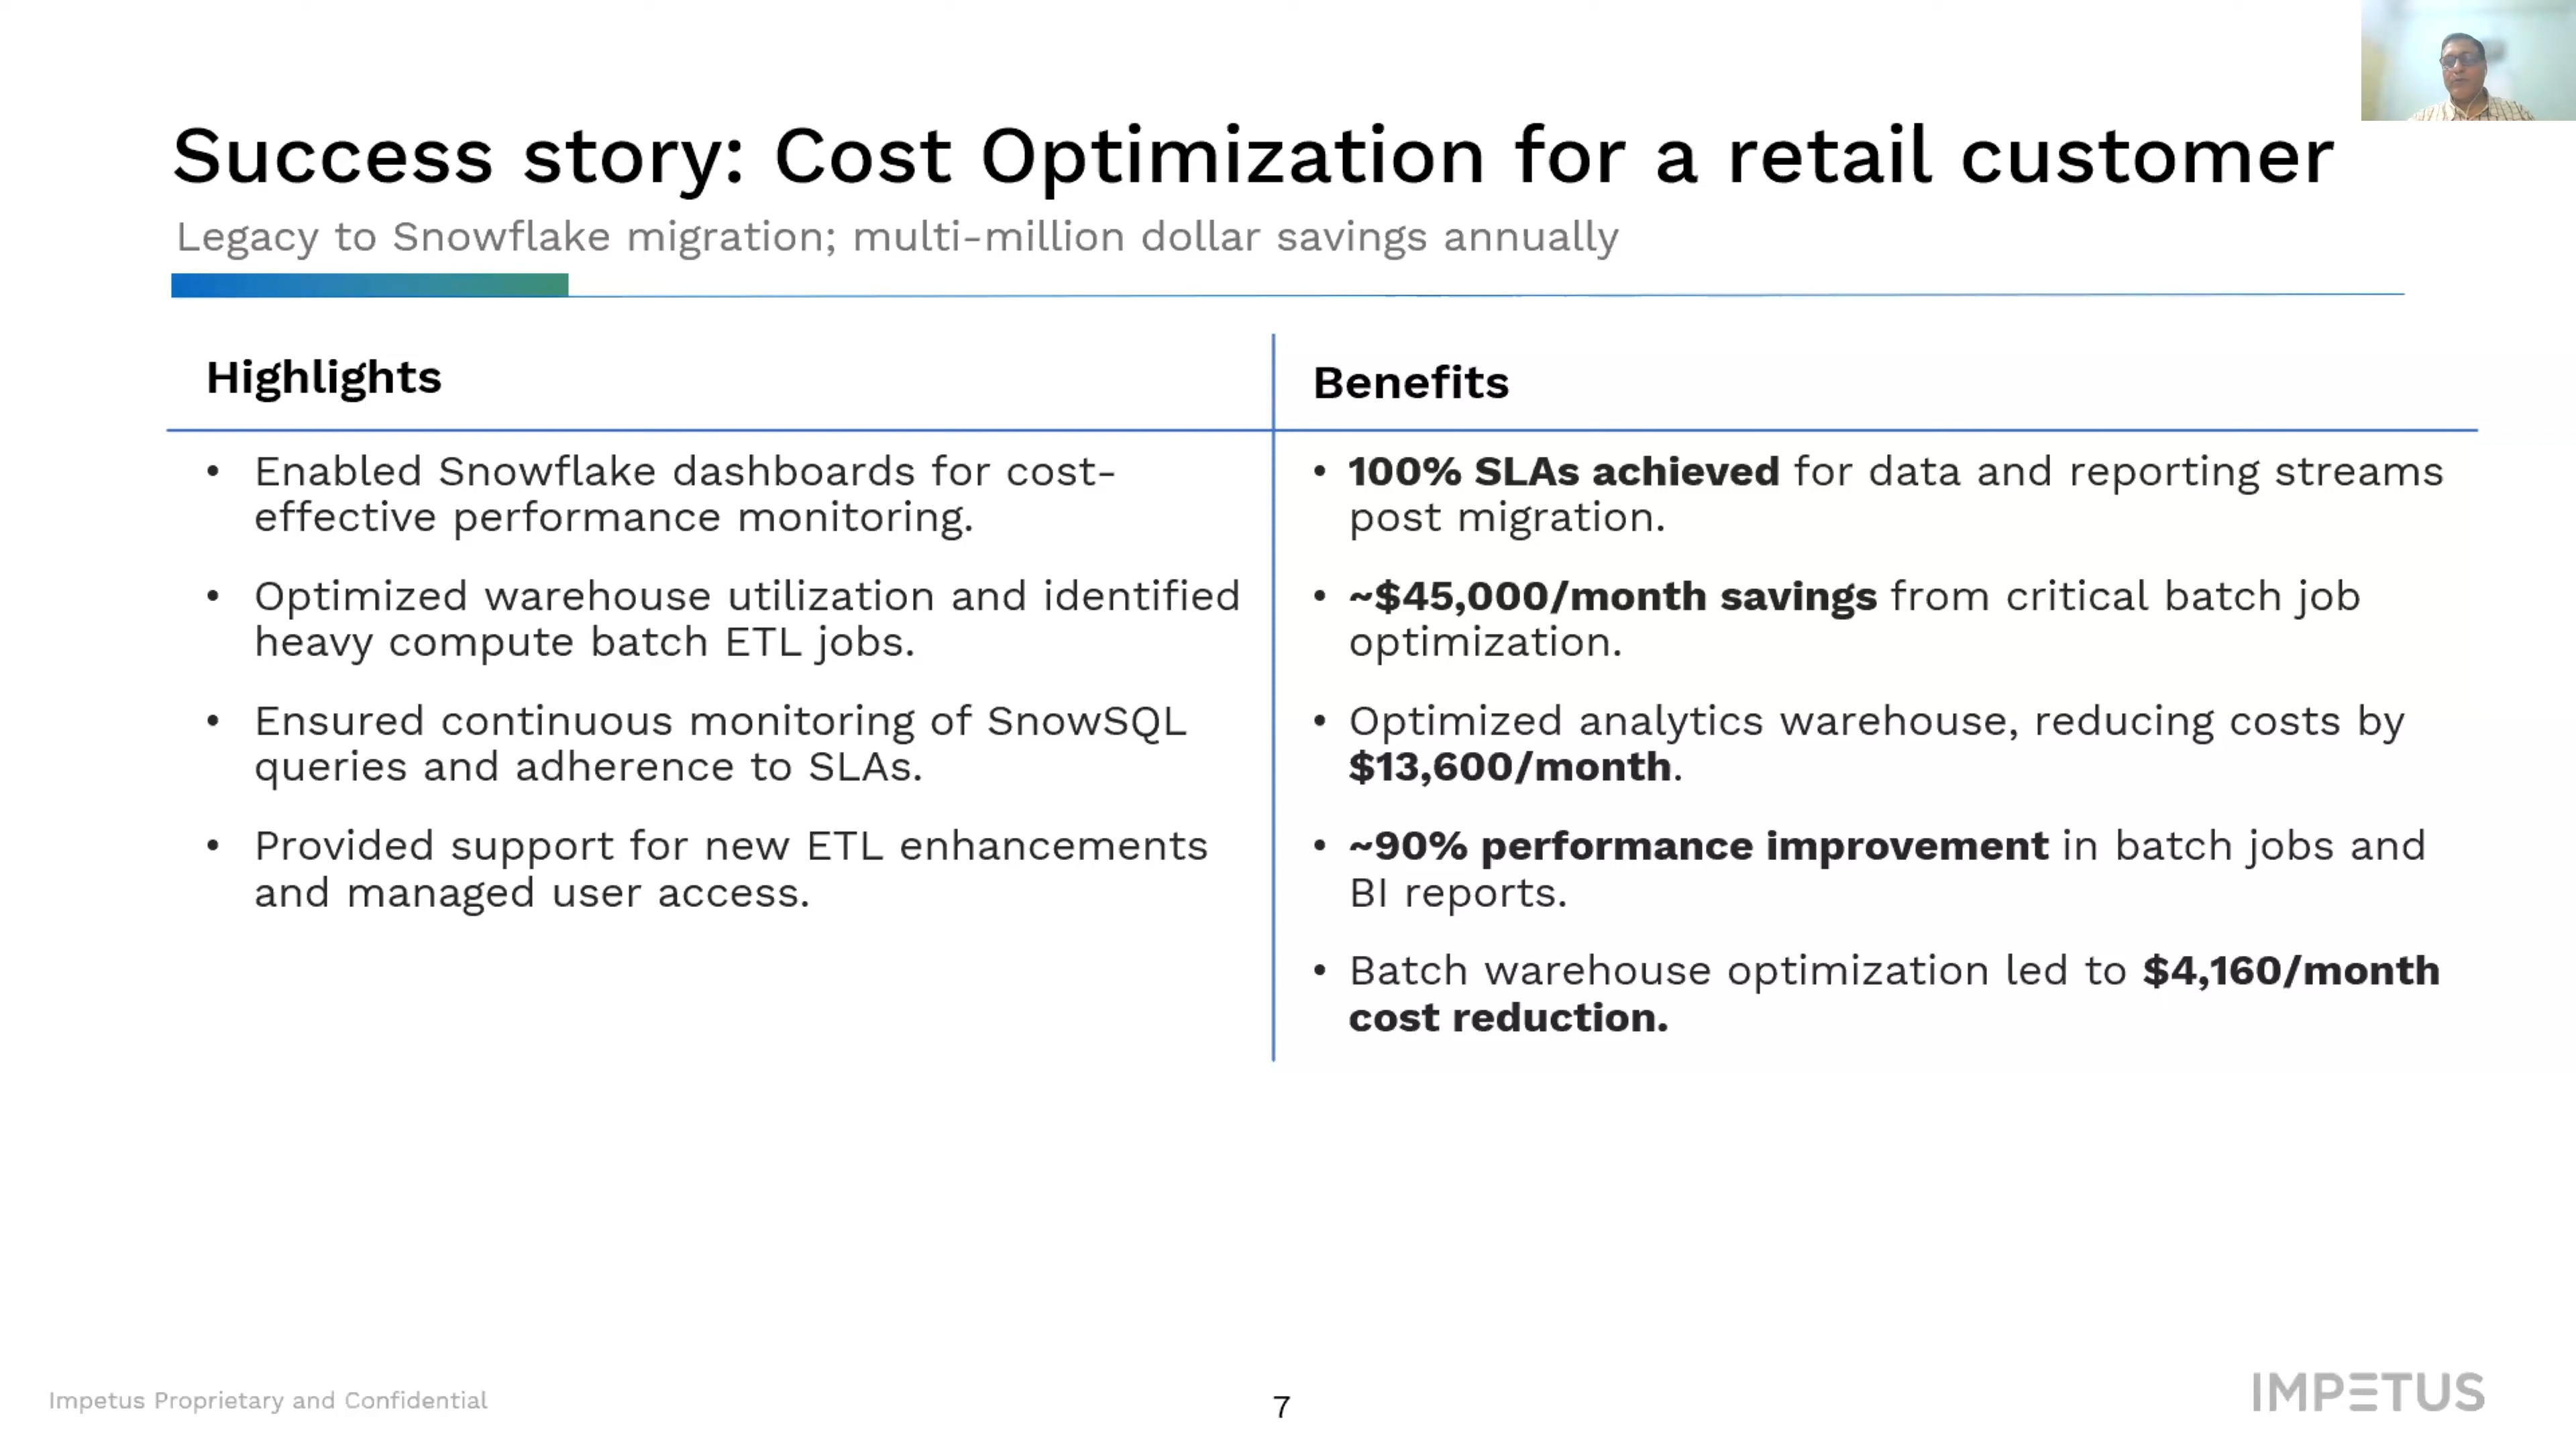 Success story: Cost Optimization for a retail customer
Legacy to Snowflake migration; multi-million dollar savings annually
Highlights
• Enabled Snowflake dashboards for cost-
effective performance monitoring.
• Optimized warehouse utilization and identified
heavy compute batch ETL jobs.
• Ensured continuous monitoring of SnowSQL
queries and adherence to SLAs.
• Provided support for new ETL enhancements
and managed user access.
Benefits
• 100% SLAs achieved for data and reporting streams
post migration.
• ~$45,000/month savings from critical batch job
optimization.
• Optimized analytics warehouse, reducing costs by
$13,600/month.
• ~90% performance improvement in batch jobs and
BI reports.
• Batch warehouse optimization led to $4,160/month
cost reduction.
Impetus Proprietary and Confidential
7
IMPETUS